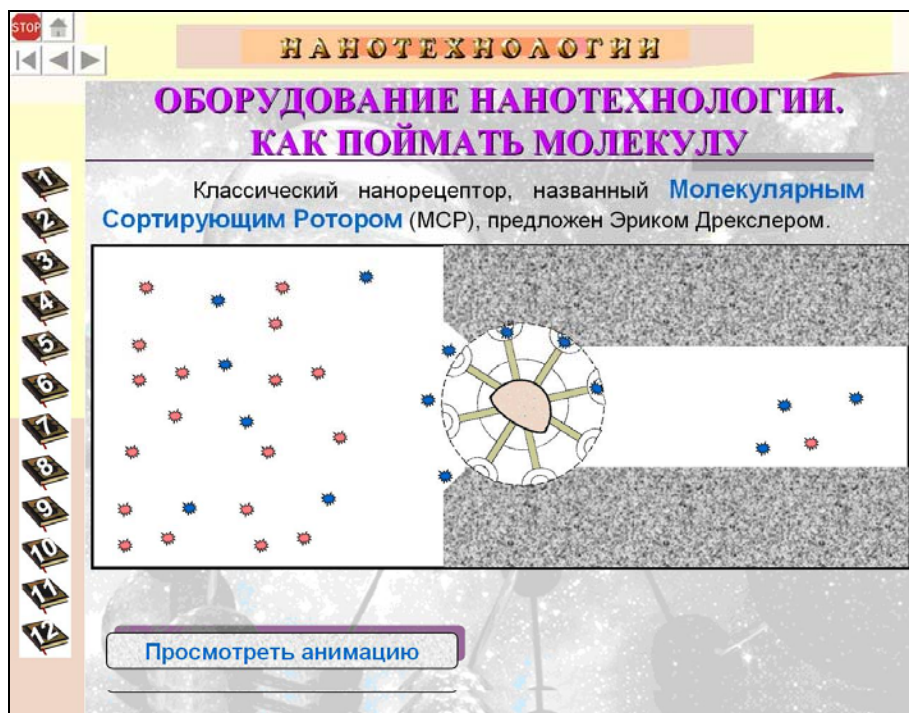 STOP
НАНОТЕХНОЛОГИИ
ОБОРУДОВАНИЕ НАНОТЕХНОЛОГИИ.
КАК ПОЙМАТЬ МОЛЕКУЛУ
Классический нанорецептор, названный Молекулярным
Сортирующим Ротором (МСР), предложен Эриком Дрекслером.
1
2
3
4
5
6
7
8
9
10
11
12
Просмотреть анимацию